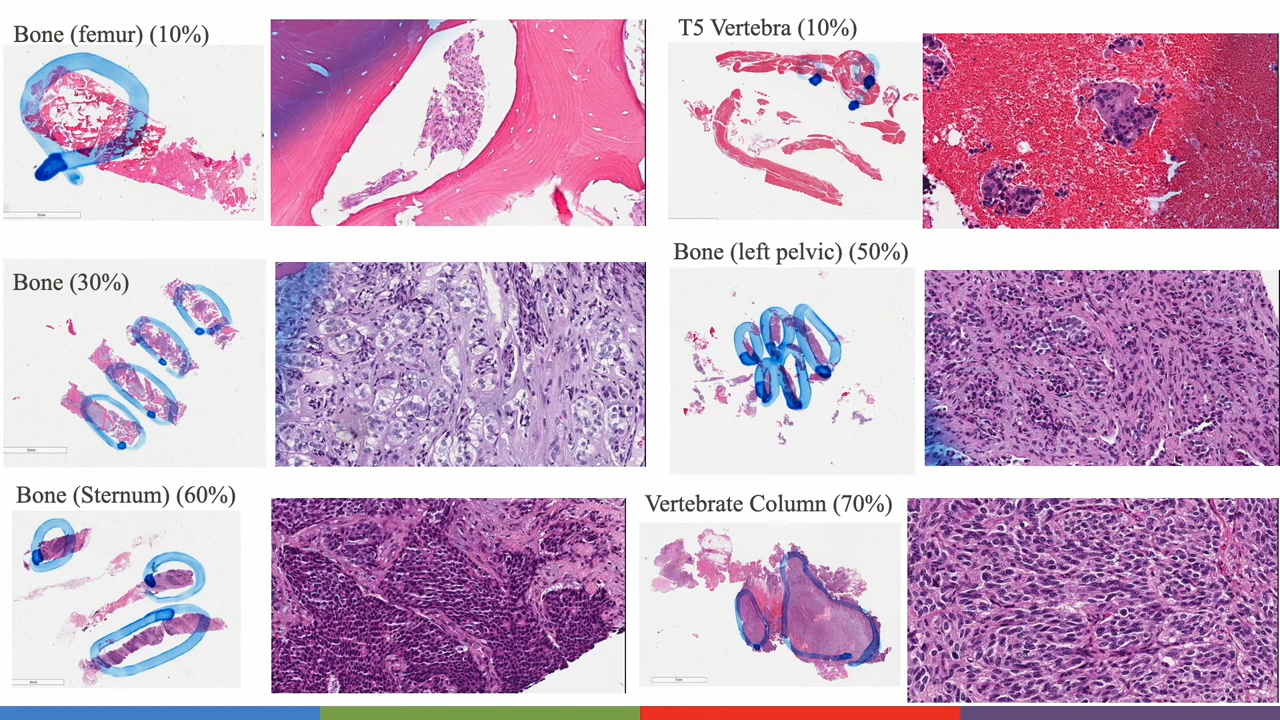 Bone (femur) (10%)
T5 Vertebra (10%)
Bone (30%)
Bone (left pelvic) (50%)
Bone (Sternum) (60%)
Vertebrate Column (70%)